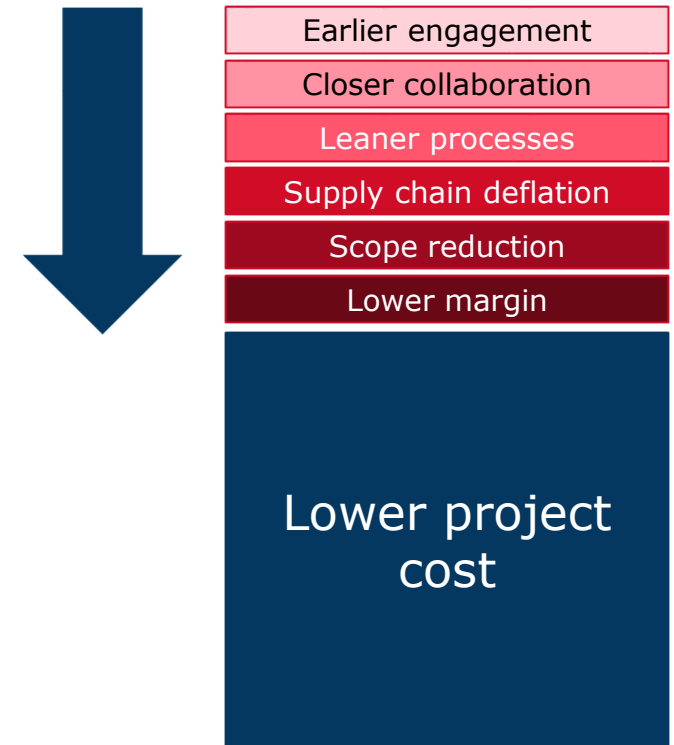 Earlier engagement
Closer collaboration
Leaner processes
Supply chain deflation
Scope reduction
Lower margin
Lower project
cost